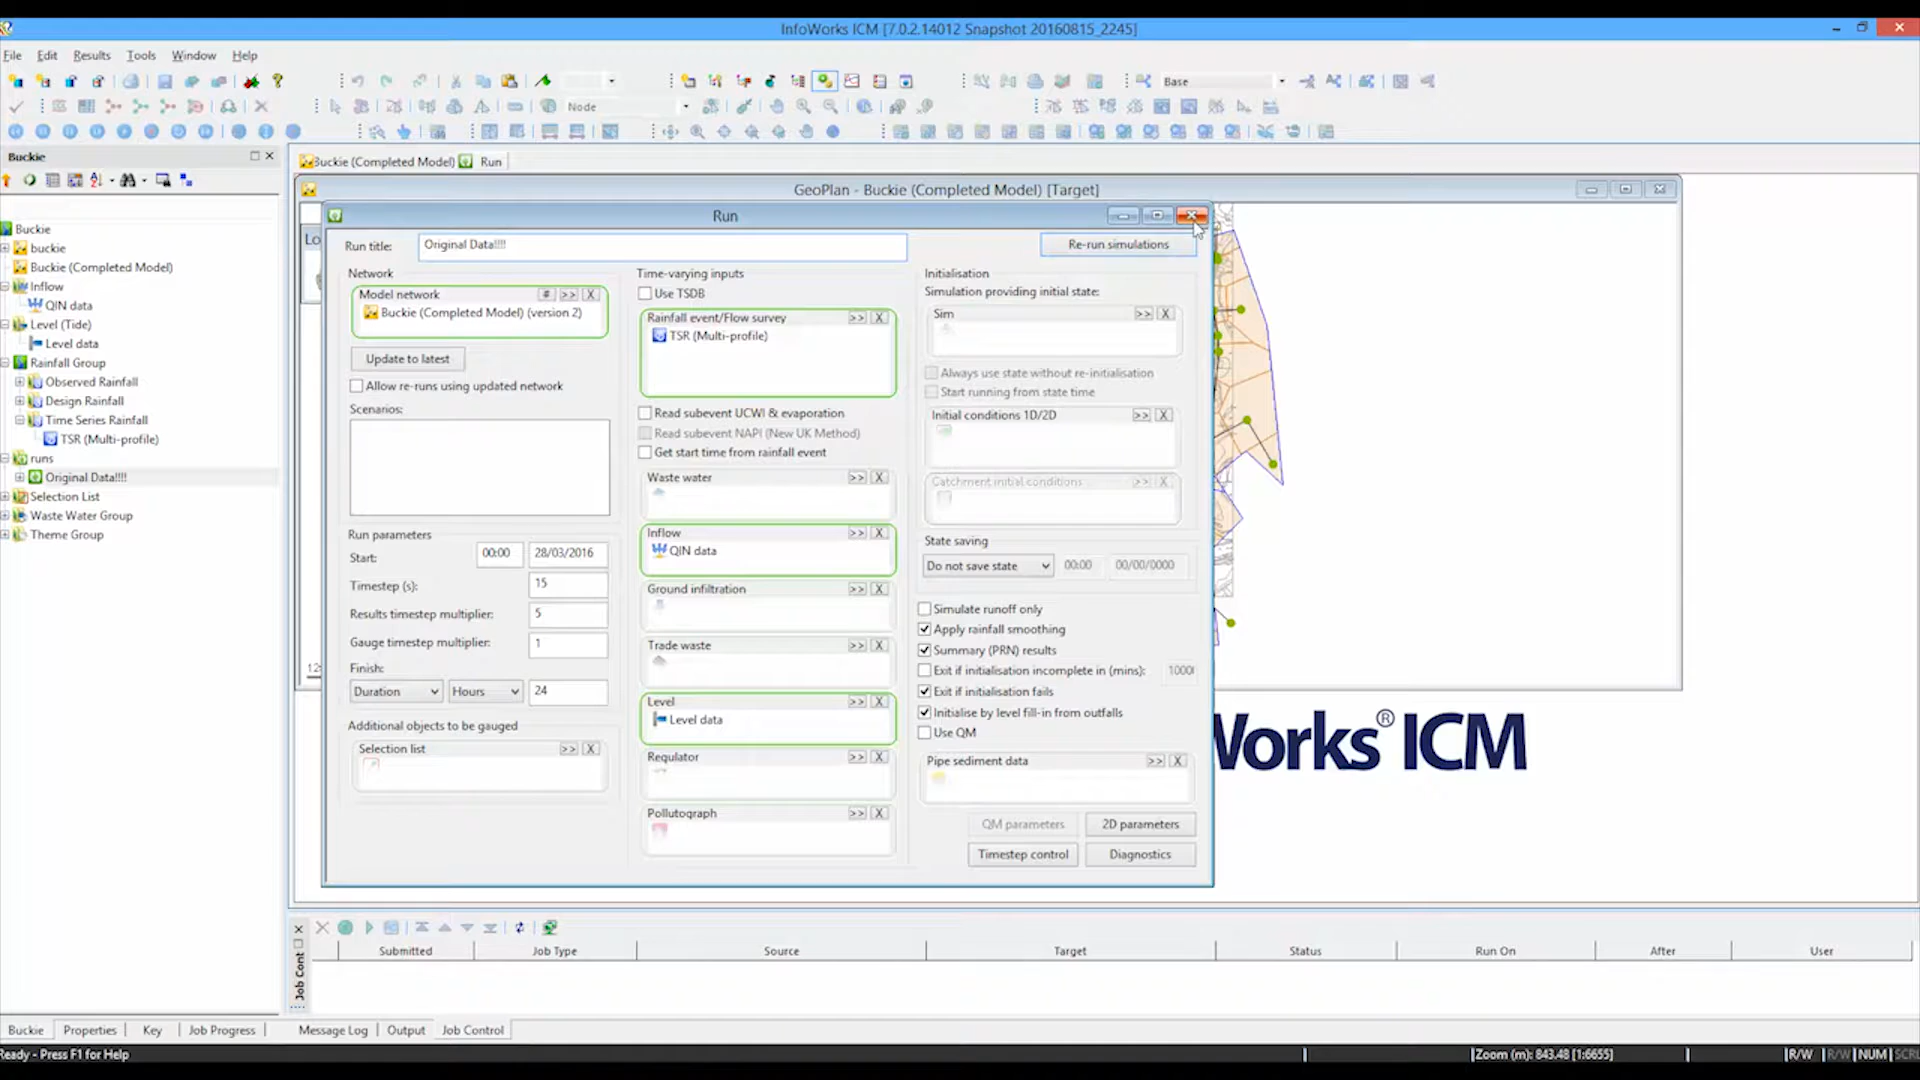 InfoWorks ICM [7.0.2.14012 Snapshot 20160815_2245]
File Edit Results Tools Window Help
Base
Node
Buckie
Buckie (Completed Model) Run
GeoPlan - Buckie (Completed Model) [Target]
Buckie
buckie
Buckie (Completed Model)
Inflow
QIN data
Level (Tide)
Level data
Rainfall Group
Observed Rainfall
Design Rainfall
Time Series Rainfall
TSR (Multi-profile)
runs
Original Data!!!!
Selection List
Waste Water Group
Theme Group
Run
Run title: Original Data!!!! Re-run simulations
Network
Model network # >> X
Buckie (Completed Model) (version 2)
Update to latest
Allow re-runs using updated network
Scenarios:
Run parameters
Start: 00:00 28/03/2016
Timestep (s): 15
Results timestep multiplier: 5
Gauge timestep multiplier: 1
Finish:
Duration Hours 24
Additional objects to be gauged
Selection list >> X
Time-varying inputs
Use TSDB
Rainfall event/Flow survey >> X
TSR (Multi-profile)
Read subevent UCWI & evaporation
Read subevent NAPI (New UK Method)
Get start time from rainfall event
Waste water >> X
Inflow >> X
QIN data
Ground infiltration >> X
Trade waste >> X
Level >> X
Level data
Regulator >> X
Pollutograph >> X
Initialisation
Simulation providing initial state:
Sim >> X
Always use state without re-initialisation
Start running from state time
Initial conditions 1D/2D >> X
Catchment initial conditions >> X
State saving
Do not save state 00:00 00/00/0000
Simulate runoff only
Apply rainfall smoothing
Summary (PRN) results
Exit if initialisation incomplete in (mins): 1000
Exit if initialisation fails
Initialise by level fill-in from outfalls
Use QM
Pipe sediment data >> X
QM parameters 2D parameters
Timestep control Diagnostics
Works® ICM
Job Cont
Submitted Job Type Source Target Status Run On After User
Buckie Properties Key Job Progress Message Log Output Job Control
Ready - Press F1 for Help
Zoom (m): 843.48 [1:6655] R/W R/W NUM SCRL